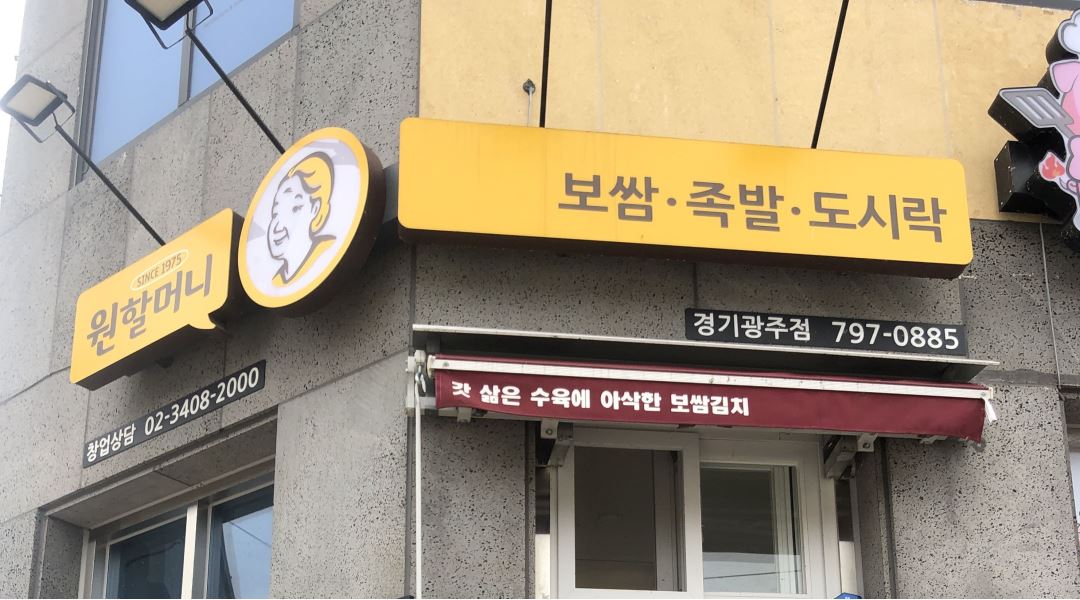 SINCE 1975
원할머니
창업상담 02-3408-2000
보쌈·족발·도시락
경기광주점 797-0885
갓 삶은 수육에 아삭한 보쌈김치